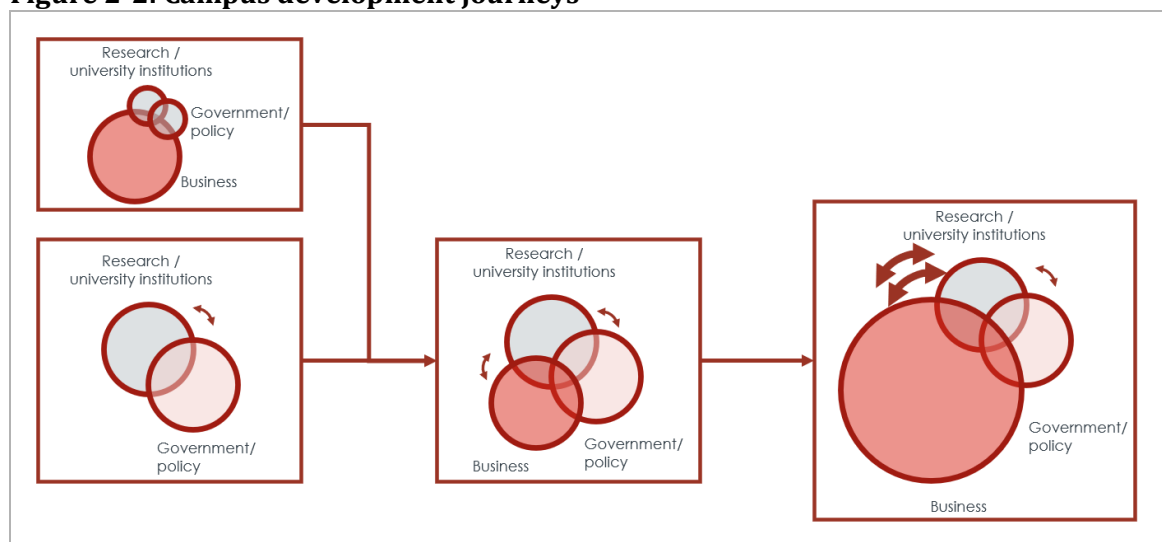 Figure 2-2: Campus development journeys
Research /
university institutions
Government/
policy
Business
Research /
university institutions
Government/
policy
Research /
university institutions
Business
Government/
policy
Research /
university institutions
Government/
policy
Business